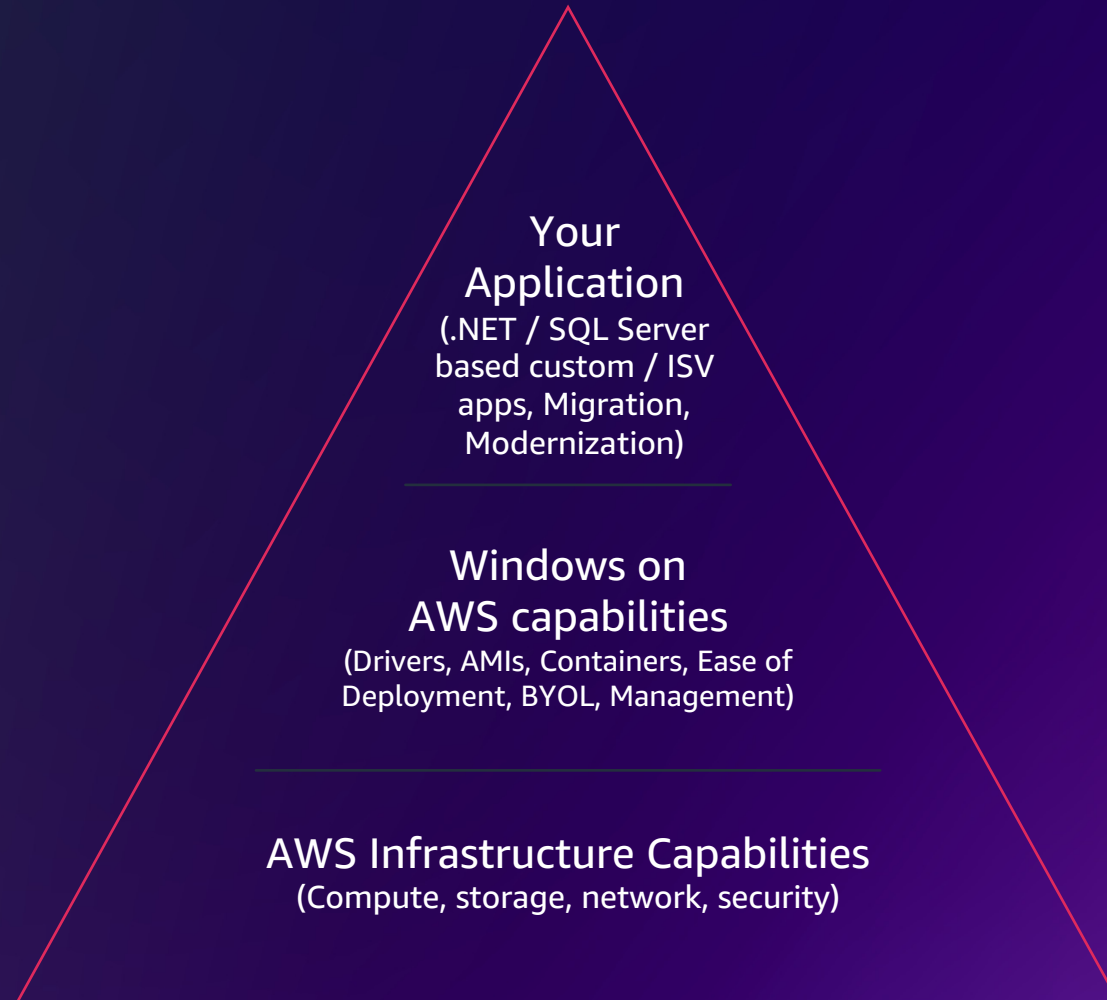 Your
Application
(.NET / SQL Server
based custom / ISV
apps, Migration,
Modernization)
Windows on
AWS capabilities
(Drivers, AMIs, Containers, Ease of
Deployment, BYOL, Management)
AWS Infrastructure Capabilities
(Compute, storage, network, security)